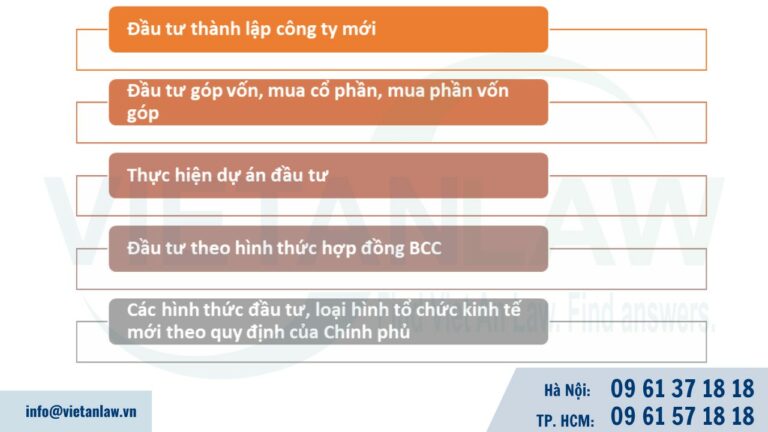 Đầu tư thành lập công ty mới
Đầu tư góp vốn, mua cổ phần, mua phần vốn
góp
Thực hiện dự án đầu tư
VIETANLAW
Đầu tư theo hình thức hợp đồng BCC
Các hình thức đầu tư, loại hình tổ chức kinh tế
mới theo quy định của Chính phủ
Find Viet An Law. Find answers.
info@vietanlaw.vn
Hà Nội: 09 61 37 18 18
TP. HCM: 09 61 57 18 18